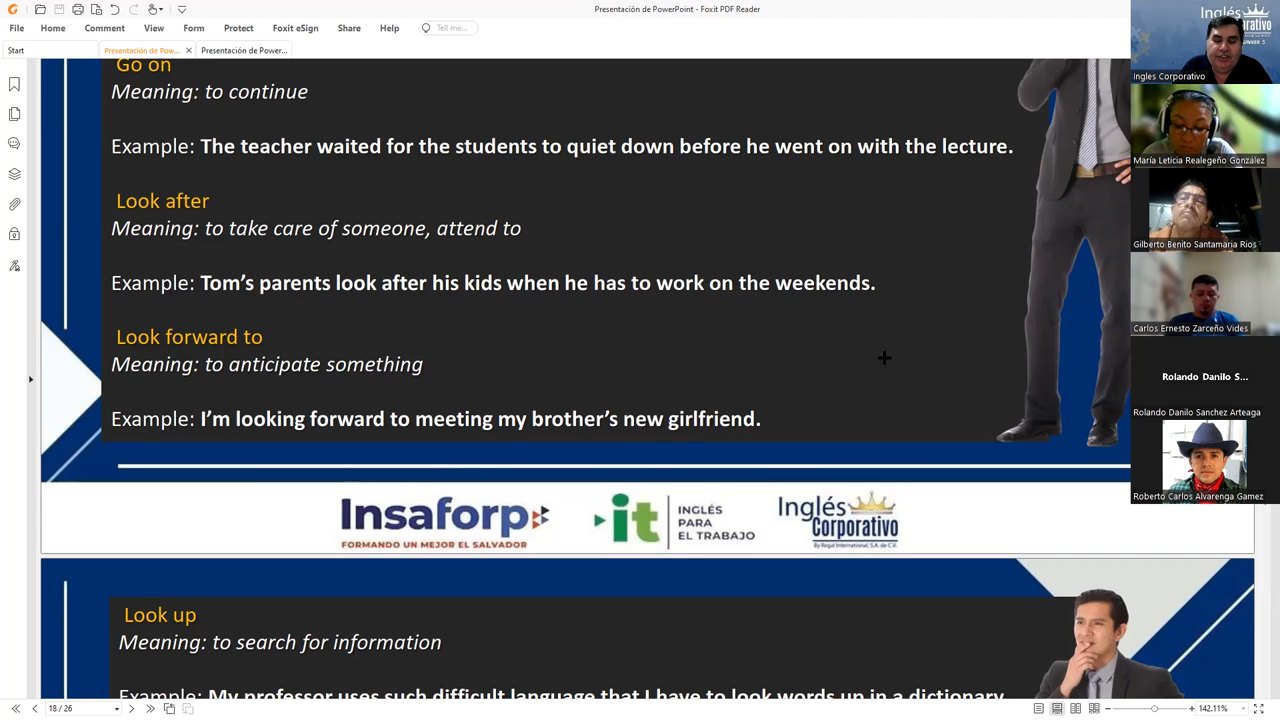 Presentación de PowerPoint - Foxit PDF Reader
File Home Comment View Form Protect Foxit eSign Share Help Tell me...
Start Presentación de Pow... Presentación de Power...
Go on
Meaning: to continue
Example: The teacher waited for the students to quiet down before he went on with the lecture.
Look after
Meaning: to take care of someone, attend to
Example: Tom’s parents look after his kids when he has to work on the weekends.
Look forward to
Meaning: to anticipate something
Example: I’m looking forward to meeting my brother’s new girlfriend.
Insaforp
FORMANDO UN MEJOR EL SALVADOR
it
INGLÉS
PARA
EL TRABAJO
Inglés
Corporativo
By Regal International, S.A. de C.V.
Look up
Meaning: to search for information
Example: My professor uses such difficult language that I have to look words up in a dictionary
18 / 26
142.11%
Inglés
Ingles Corporativo
María Leticia Realegeño González
Gilberto Benito Santamaria Rios
Carlos Ernesto Zarceño Vides
Rolando Danilo S...
Rolando Danilo Sanchez Arteaga
Roberto Carlos Alvarenga Gamez